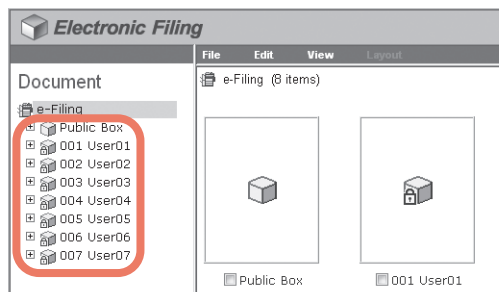 Electronic Filing
File Edit View Layout
Document
e-Filing (8 items)
e-Filing
Public Box
001 User01
002 User02
003 User03
004 User04
005 User05
006 User06
007 User07
Public Box
001 User01